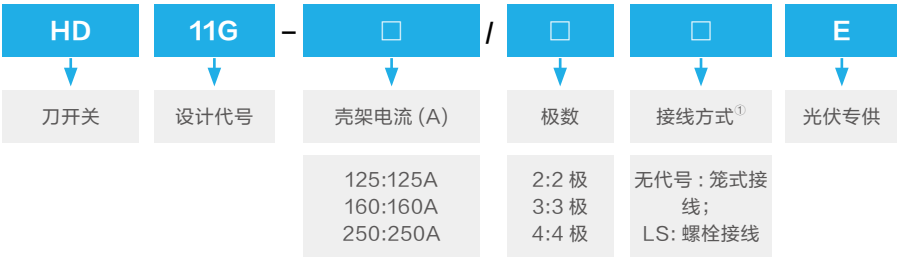 HD 11G – □ / □ □ E
刀开关 设计代号 壳架电流 (A) 极数 接线方式① 光伏专供
125:125A
160:160A
250:250A
2:2 极
3:3 极
4:4 极
无代号 : 笼式接
线；
LS: 螺栓接线